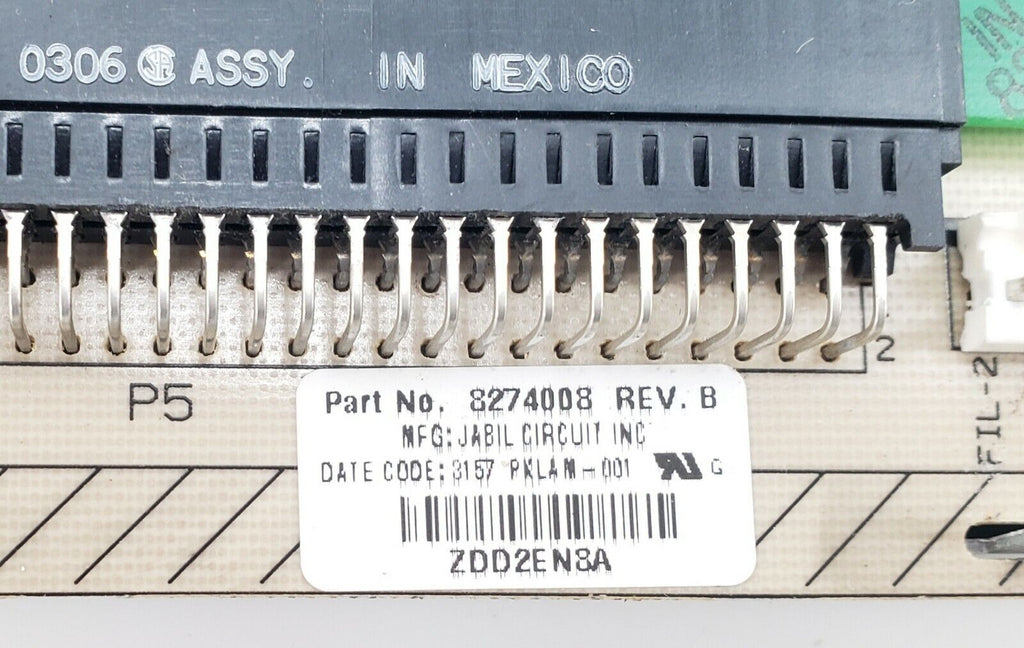 0306 ASSY. IN MEXICO
2
P5
FIL-2
Part No. 8274008 REV. B
MFG: JABIL CIRCUIT INC
DATE CODE: 3157 PKLAM-001 G
ZDD2EN8A